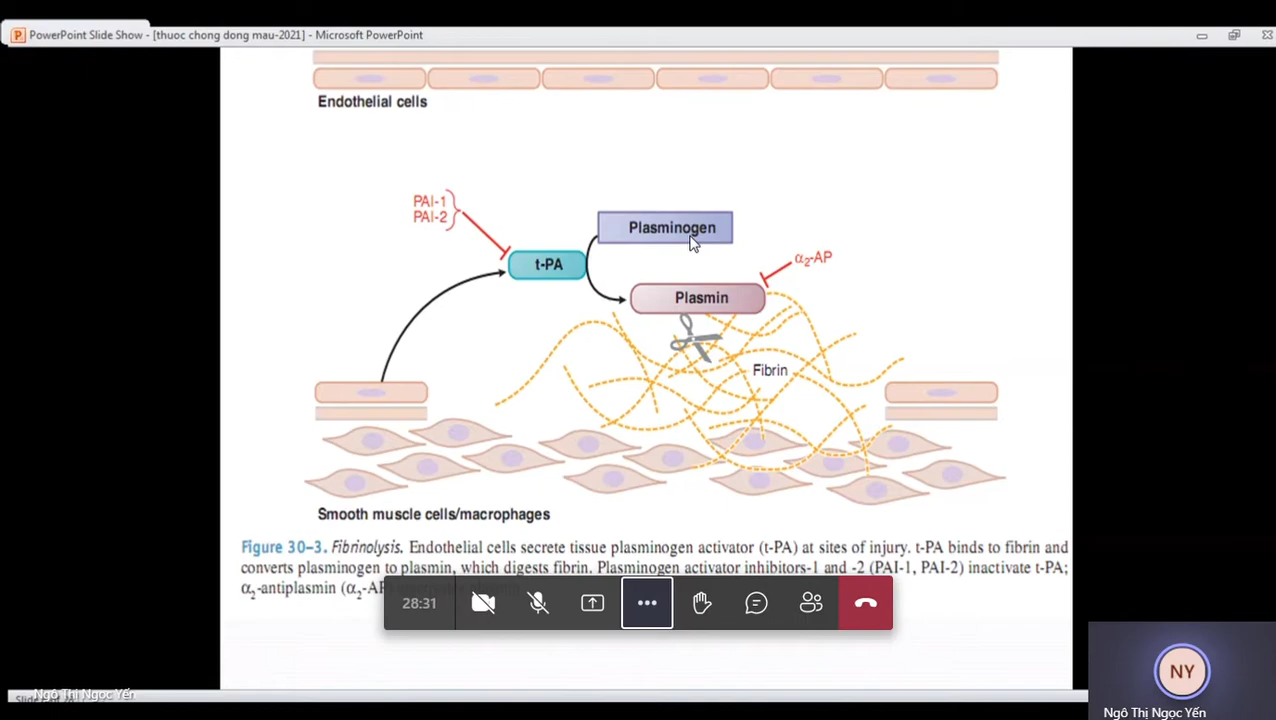 PowerPoint Slide Show - [thuoc chong dong mau-2021] - Microsoft PowerPoint
Endothelial cells
PAI-1
PAI-2
Plasminogen
t-PA
α₂-AP
Plasmin
Fibrin
Smooth muscle cells/macrophages
Figure 30–3. Fibrinolysis. Endothelial cells secrete tissue plasminogen activator (t-PA) at sites of injury. t-PA binds to fibrin and
converts plasminogen to plasmin, which digests fibrin. Plasminogen activator inhibitors-1 and -2 (PAI-1, PAI-2) inactivate t-PA;
α₂-antiplasmin (α₂-AP)
28:31
NY
Ngô Thị Ngọc Yến
Ngô Thị Ngọc Yến